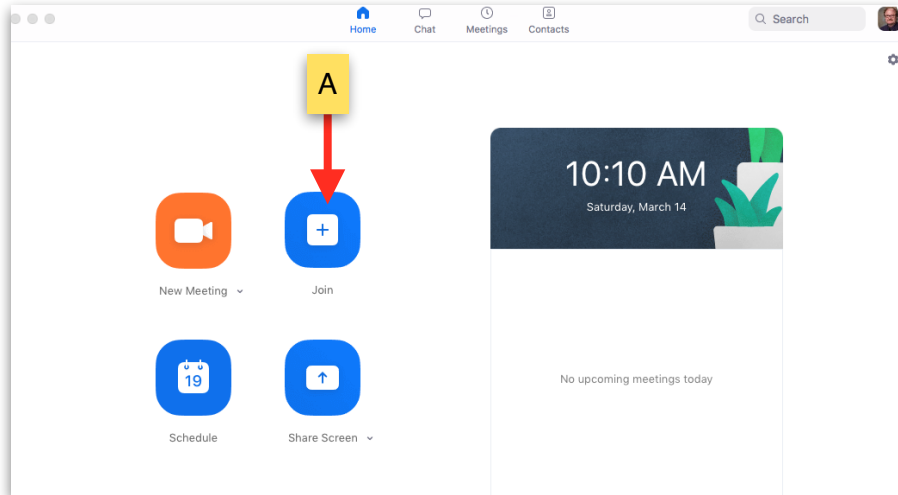 Home
Chat
Meetings
Contacts
Search
A
10:10 AM
Saturday, March 14
New Meeting
Join
19
Schedule
Share Screen
No upcoming meetings today